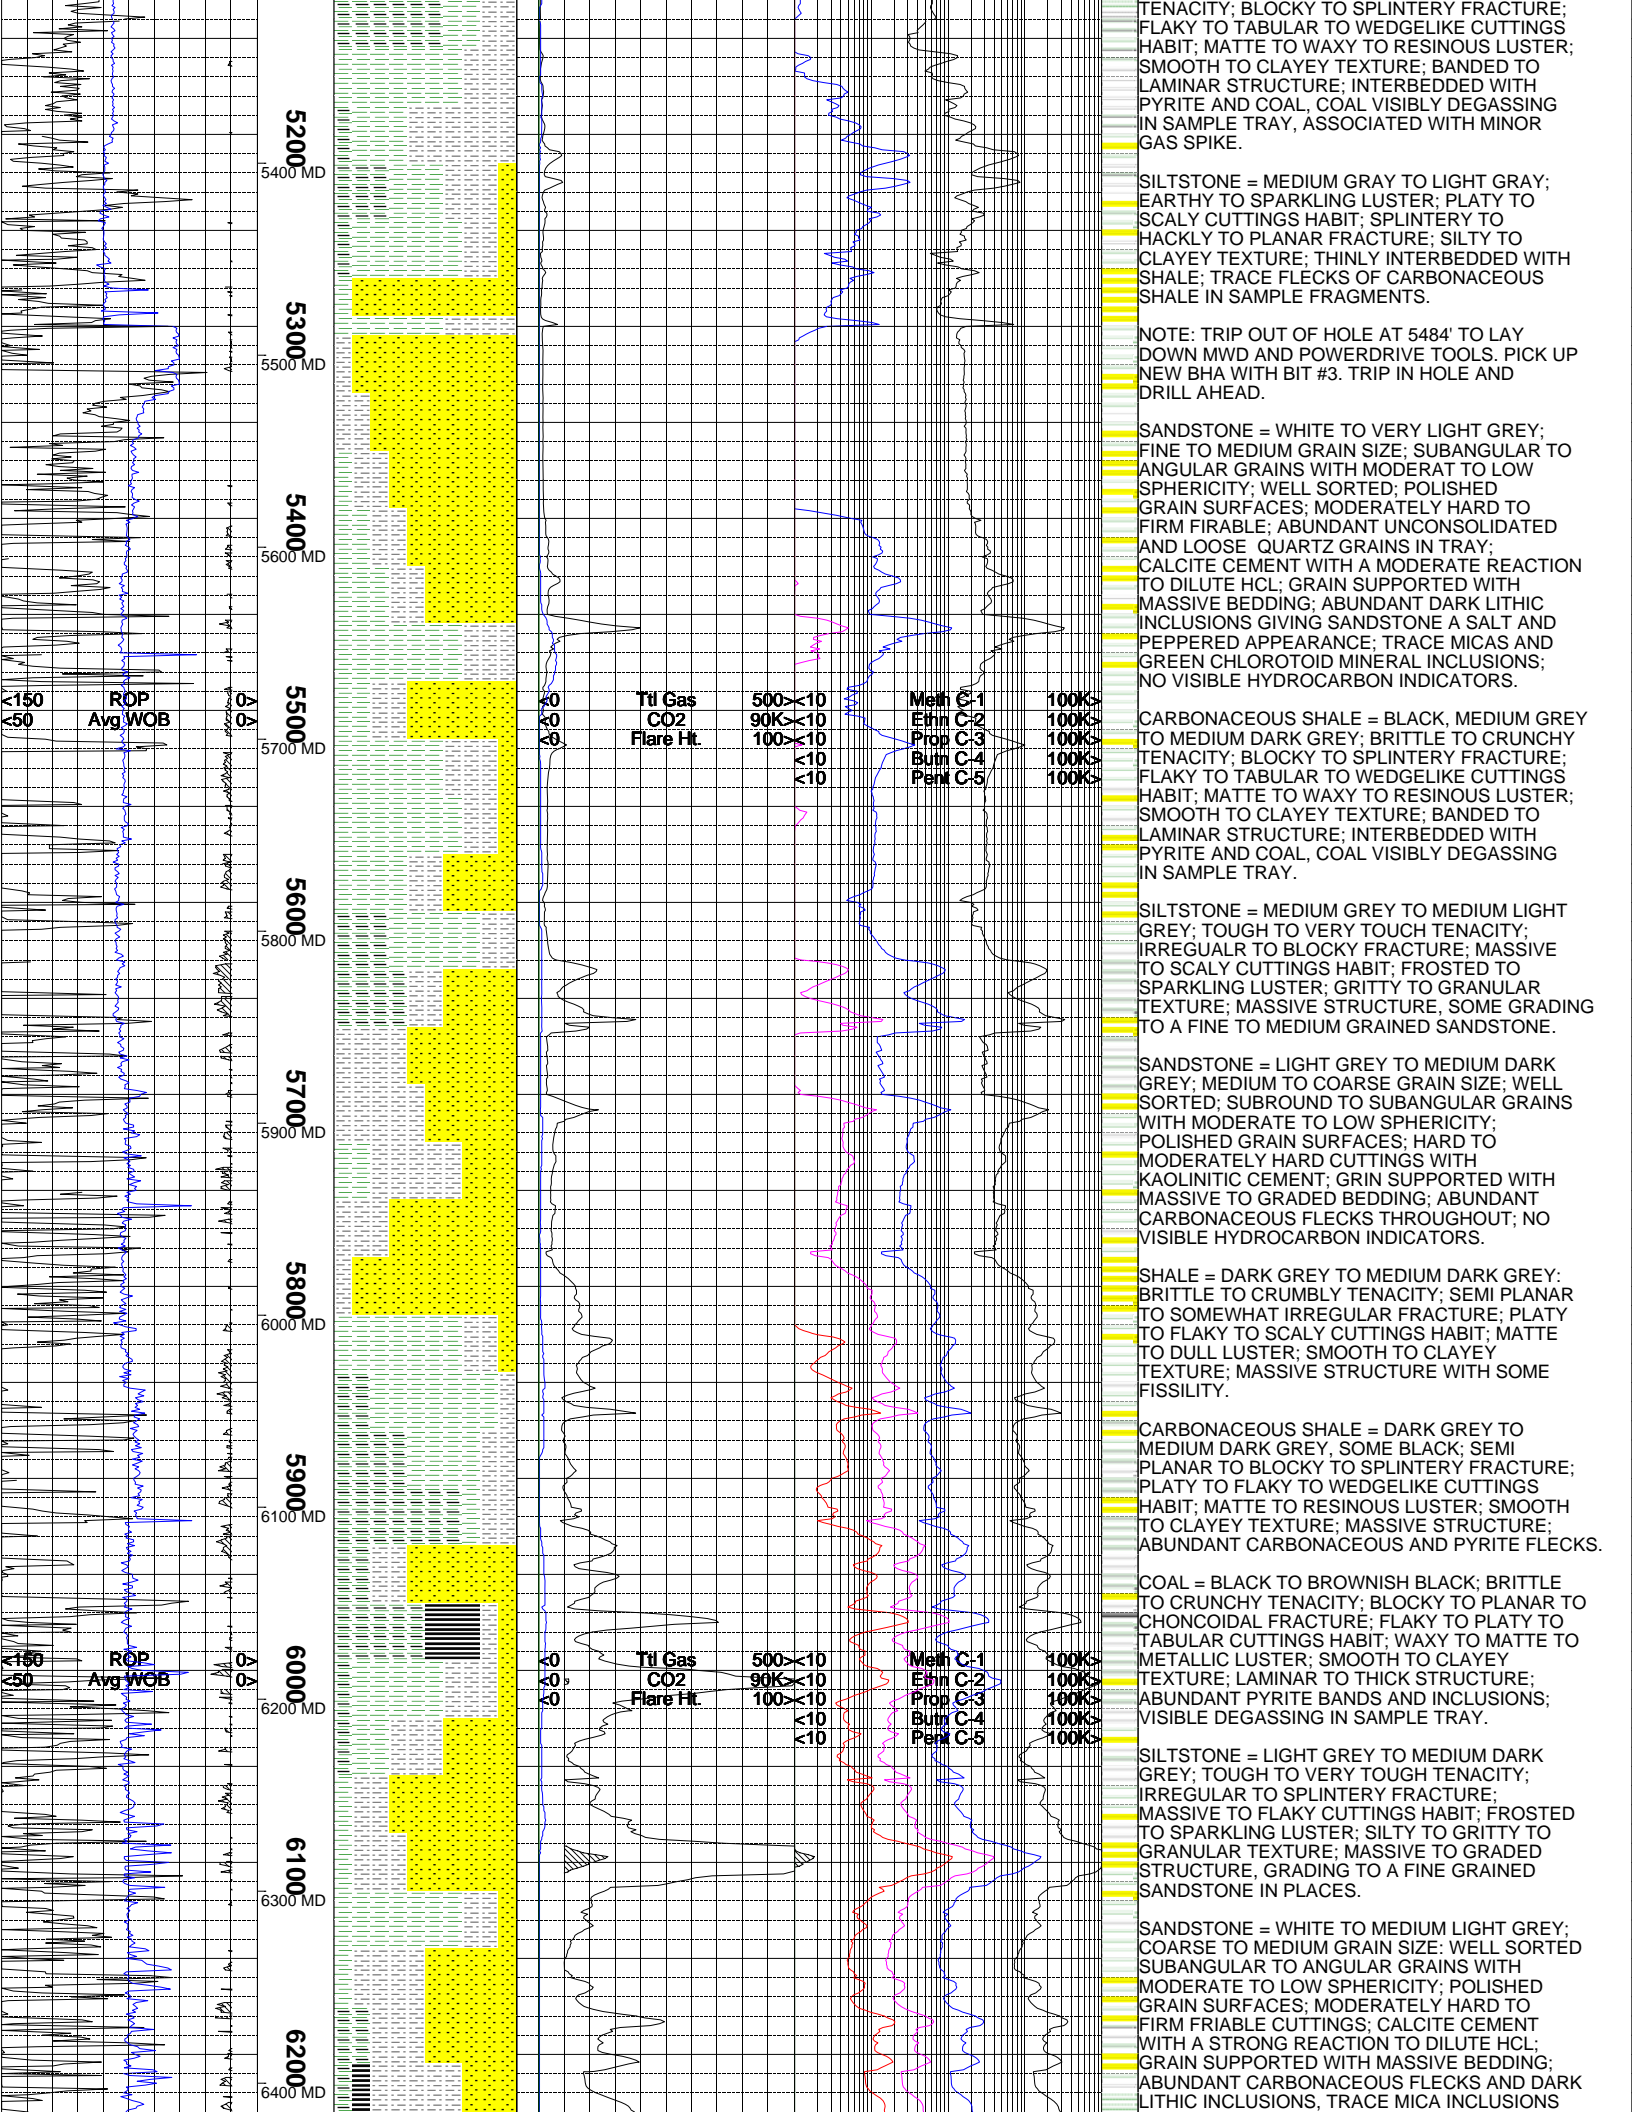 TENACITY; BLOCKY TO SPLINTERY FRACTURE;
FLAKY TO TABULAR TO WEDGELIKE CUTTINGS
HABIT; MATTE TO WAXY TO RESINOUS LUSTER;
SMOOTH TO CLAYEY TEXTURE; BANDED TO
LAMINAR STRUCTURE; INTERBEDDED WITH
PYRITE AND COAL, COAL VISIBLY DEGASSING
IN SAMPLE TRAY, ASSOCIATED WITH MINOR
GAS SPIKE.
5200
5400 MD
SILTSTONE = MEDIUM GRAY TO LIGHT GRAY;
EARTHY TO SPARKLING LUSTER; PLATY TO
SCALY CUTTINGS HABIT; SPLINTERY TO
HACKLY TO PLANAR FRACTURE; SILTY TO
CLAYEY TEXTURE; THINLY INTERBEDDED WITH
SHALE; TRACE FLECKS OF CARBONACEOUS
SHALE IN SAMPLE FRAGMENTS.
5300
5500 MD
NOTE: TRIP OUT OF HOLE AT 5484' TO LAY
DOWN MWD AND POWERDRIVE TOOLS. PICK UP
NEW BHA WITH BIT #3. TRIP IN HOLE AND
DRILL AHEAD.
SANDSTONE = WHITE TO VERY LIGHT GREY;
FINE TO MEDIUM GRAIN SIZE; SUBANGULAR TO
ANGULAR GRAINS WITH MODERAT TO LOW
SPHERICITY; WELL SORTED; POLISHED
GRAIN SURFACES; MODERATELY HARD TO
FIRM FIRABLE; ABUNDANT UNCONSOLIDATED
AND LOOSE  QUARTZ GRAINS IN TRAY;
CALCITE CEMENT WITH A MODERATE REACTION
TO DILUTE HCL; GRAIN SUPPORTED WITH
MASSIVE BEDDING; ABUNDANT DARK LITHIC
INCLUSIONS GIVING SANDSTONE A SALT AND
PEPPERED APPEARANCE; TRACE MICAS AND
GREEN CHLOROTOID MINERAL INCLUSIONS;
NO VISIBLE HYDROCARBON INDICATORS.
5400
5600 MD
<150 ROP 0>
<50 Avg WOB 0>
5500
5700 MD
<0 Ttl Gas 500>
<0 CO2 90K>
<0 Flare Ht. 100>
<10 Meth C-1 100K>
<10 Ethn C-2 100K>
<10 Prop C-3 100K>
<10 Butn C-4 100K>
<10 Pent C-5 100K>
CARBONACEOUS SHALE = BLACK, MEDIUM GREY
TO MEDIUM DARK GREY; BRITTLE TO CRUNCHY
TENACITY; BLOCKY TO SPLINTERY FRACTURE;
FLAKY TO TABULAR TO WEDGELIKE CUTTINGS
HABIT; MATTE TO WAXY TO RESINOUS LUSTER;
SMOOTH TO CLAYEY TEXTURE; BANDED TO
LAMINAR STRUCTURE; INTERBEDDED WITH
PYRITE AND COAL, COAL VISIBLY DEGASSING
IN SAMPLE TRAY.
5600
5800 MD
SILTSTONE = MEDIUM GREY TO MEDIUM LIGHT
GREY; TOUGH TO VERY TOUCH TENACITY;
IRREGUALR TO BLOCKY FRACTURE; MASSIVE
TO SCALY CUTTINGS HABIT; FROSTED TO
SPARKLING LUSTER; GRITTY TO GRANULAR
TEXTURE; MASSIVE STRUCTURE, SOME GRADING
TO A FINE TO MEDIUM GRAINED SANDSTONE.
5700
5900 MD
SANDSTONE = LIGHT GREY TO MEDIUM DARK
GREY; MEDIUM TO COARSE GRAIN SIZE; WELL
SORTED; SUBROUND TO SUBANGULAR GRAINS
WITH MODERATE TO LOW SPHERICITY;
POLISHED GRAIN SURFACES; HARD TO
MODERATELY HARD CUTTINGS WITH
KAOLINITIC CEMENT; GRIN SUPPORTED WITH
MASSIVE TO GRADED BEDDING; ABUNDANT
CARBONACEOUS FLECKS THROUGHOUT; NO
VISIBLE HYDROCARBON INDICATORS.
5800
6000 MD
SHALE = DARK GREY TO MEDIUM DARK GREY:
BRITTLE TO CRUMBLY TENACITY; SEMI PLANAR
TO SOMEWHAT IRREGULAR FRACTURE; PLATY
TO FLAKY TO SCALY CUTTINGS HABIT; MATTE
TO DULL LUSTER; SMOOTH TO CLAYEY
TEXTURE; MASSIVE STRUCTURE WITH SOME
FISSILITY.
5900
6100 MD
CARBONACEOUS SHALE = DARK GREY TO
MEDIUM DARK GREY, SOME BLACK; SEMI
PLANAR TO BLOCKY TO SPLINTERY FRACTURE;
PLATY TO FLAKY TO WEDGELIKE CUTTINGS
HABIT; MATTE TO RESINOUS LUSTER; SMOOTH
TO CLAYEY TEXTURE; MASSIVE STRUCTURE;
ABUNDANT CARBONACEOUS AND PYRITE FLECKS.
COAL = BLACK TO BROWNISH BLACK; BRITTLE
TO CRUNCHY TENACITY; BLOCKY TO PLANAR TO
CHONCOIDAL FRACTURE; FLAKY TO PLATY TO
TABULAR CUTTINGS HABIT; WAXY TO MATTE TO
METALLIC LUSTER; SMOOTH TO CLAYEY
TEXTURE; LAMINAR TO THICK STRUCTURE;
ABUNDANT PYRITE BANDS AND INCLUSIONS;
VISIBLE DEGASSING IN SAMPLE TRAY.
<150 ROP 0>
<50 Avg WOB 0>
6000
6200 MD
<0 Ttl Gas 500>
<0 CO2 90K>
<0 Flare Ht. 100>
<10 Meth C-1 100K>
<10 Ethn C-2 100K>
<10 Prop C-3 100K>
<10 Butn C-4 100K>
<10 Pent C-5 100K>
SILTSTONE = LIGHT GREY TO MEDIUM DARK
GREY; TOUGH TO VERY TOUGH TENACITY;
IRREGULAR TO SPLINTERY FRACTURE;
MASSIVE TO FLAKY CUTTINGS HABIT; FROSTED
TO SPARKLING LUSTER; SILTY TO GRITTY TO
GRANULAR TEXTURE; MASSIVE TO GRADED
STRUCTURE, GRADING TO A FINE GRAINED
SANDSTONE IN PLACES.
6100
6300 MD
SANDSTONE = WHITE TO MEDIUM LIGHT GREY;
COARSE TO MEDIUM GRAIN SIZE: WELL SORTED
SUBANGULAR TO ANGULAR GRAINS WITH
MODERATE TO LOW SPHERICITY; POLISHED
GRAIN SURFACES; MODERATELY HARD TO
FIRM FRIABLE CUTTINGS; CALCITE CEMENT
WITH A STRONG REACTION TO DILUTE HCL;
GRAIN SUPPORTED WITH MASSIVE BEDDING;
ABUNDANT CARBONACEOUS FLECKS AND DARK
LITHIC INCLUSIONS, TRACE MICA INCLUSIONS
6200
6400 MD